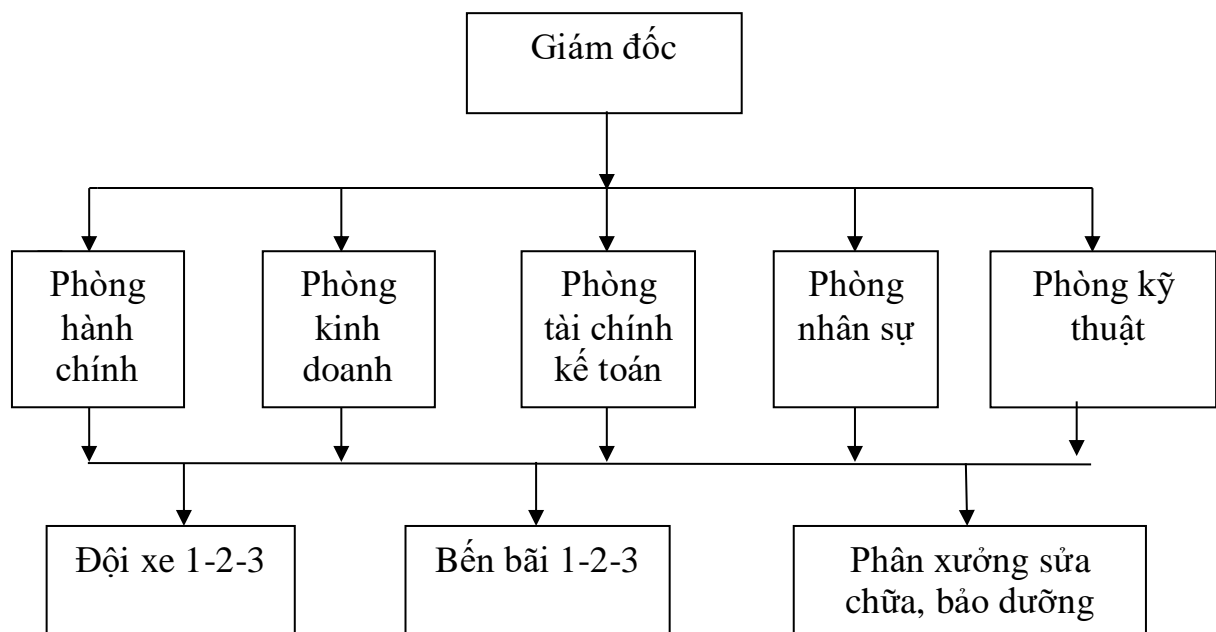 Giám đốc
Phòng
hành
chính
Phòng
kinh
doanh
Phòng
tài chính
kế toán
Phòng
nhân sự
Phòng kỹ
thuật
Đội xe 1-2-3
Bến bãi 1-2-3
Phân xưởng sửa
chữa, bảo dưỡng